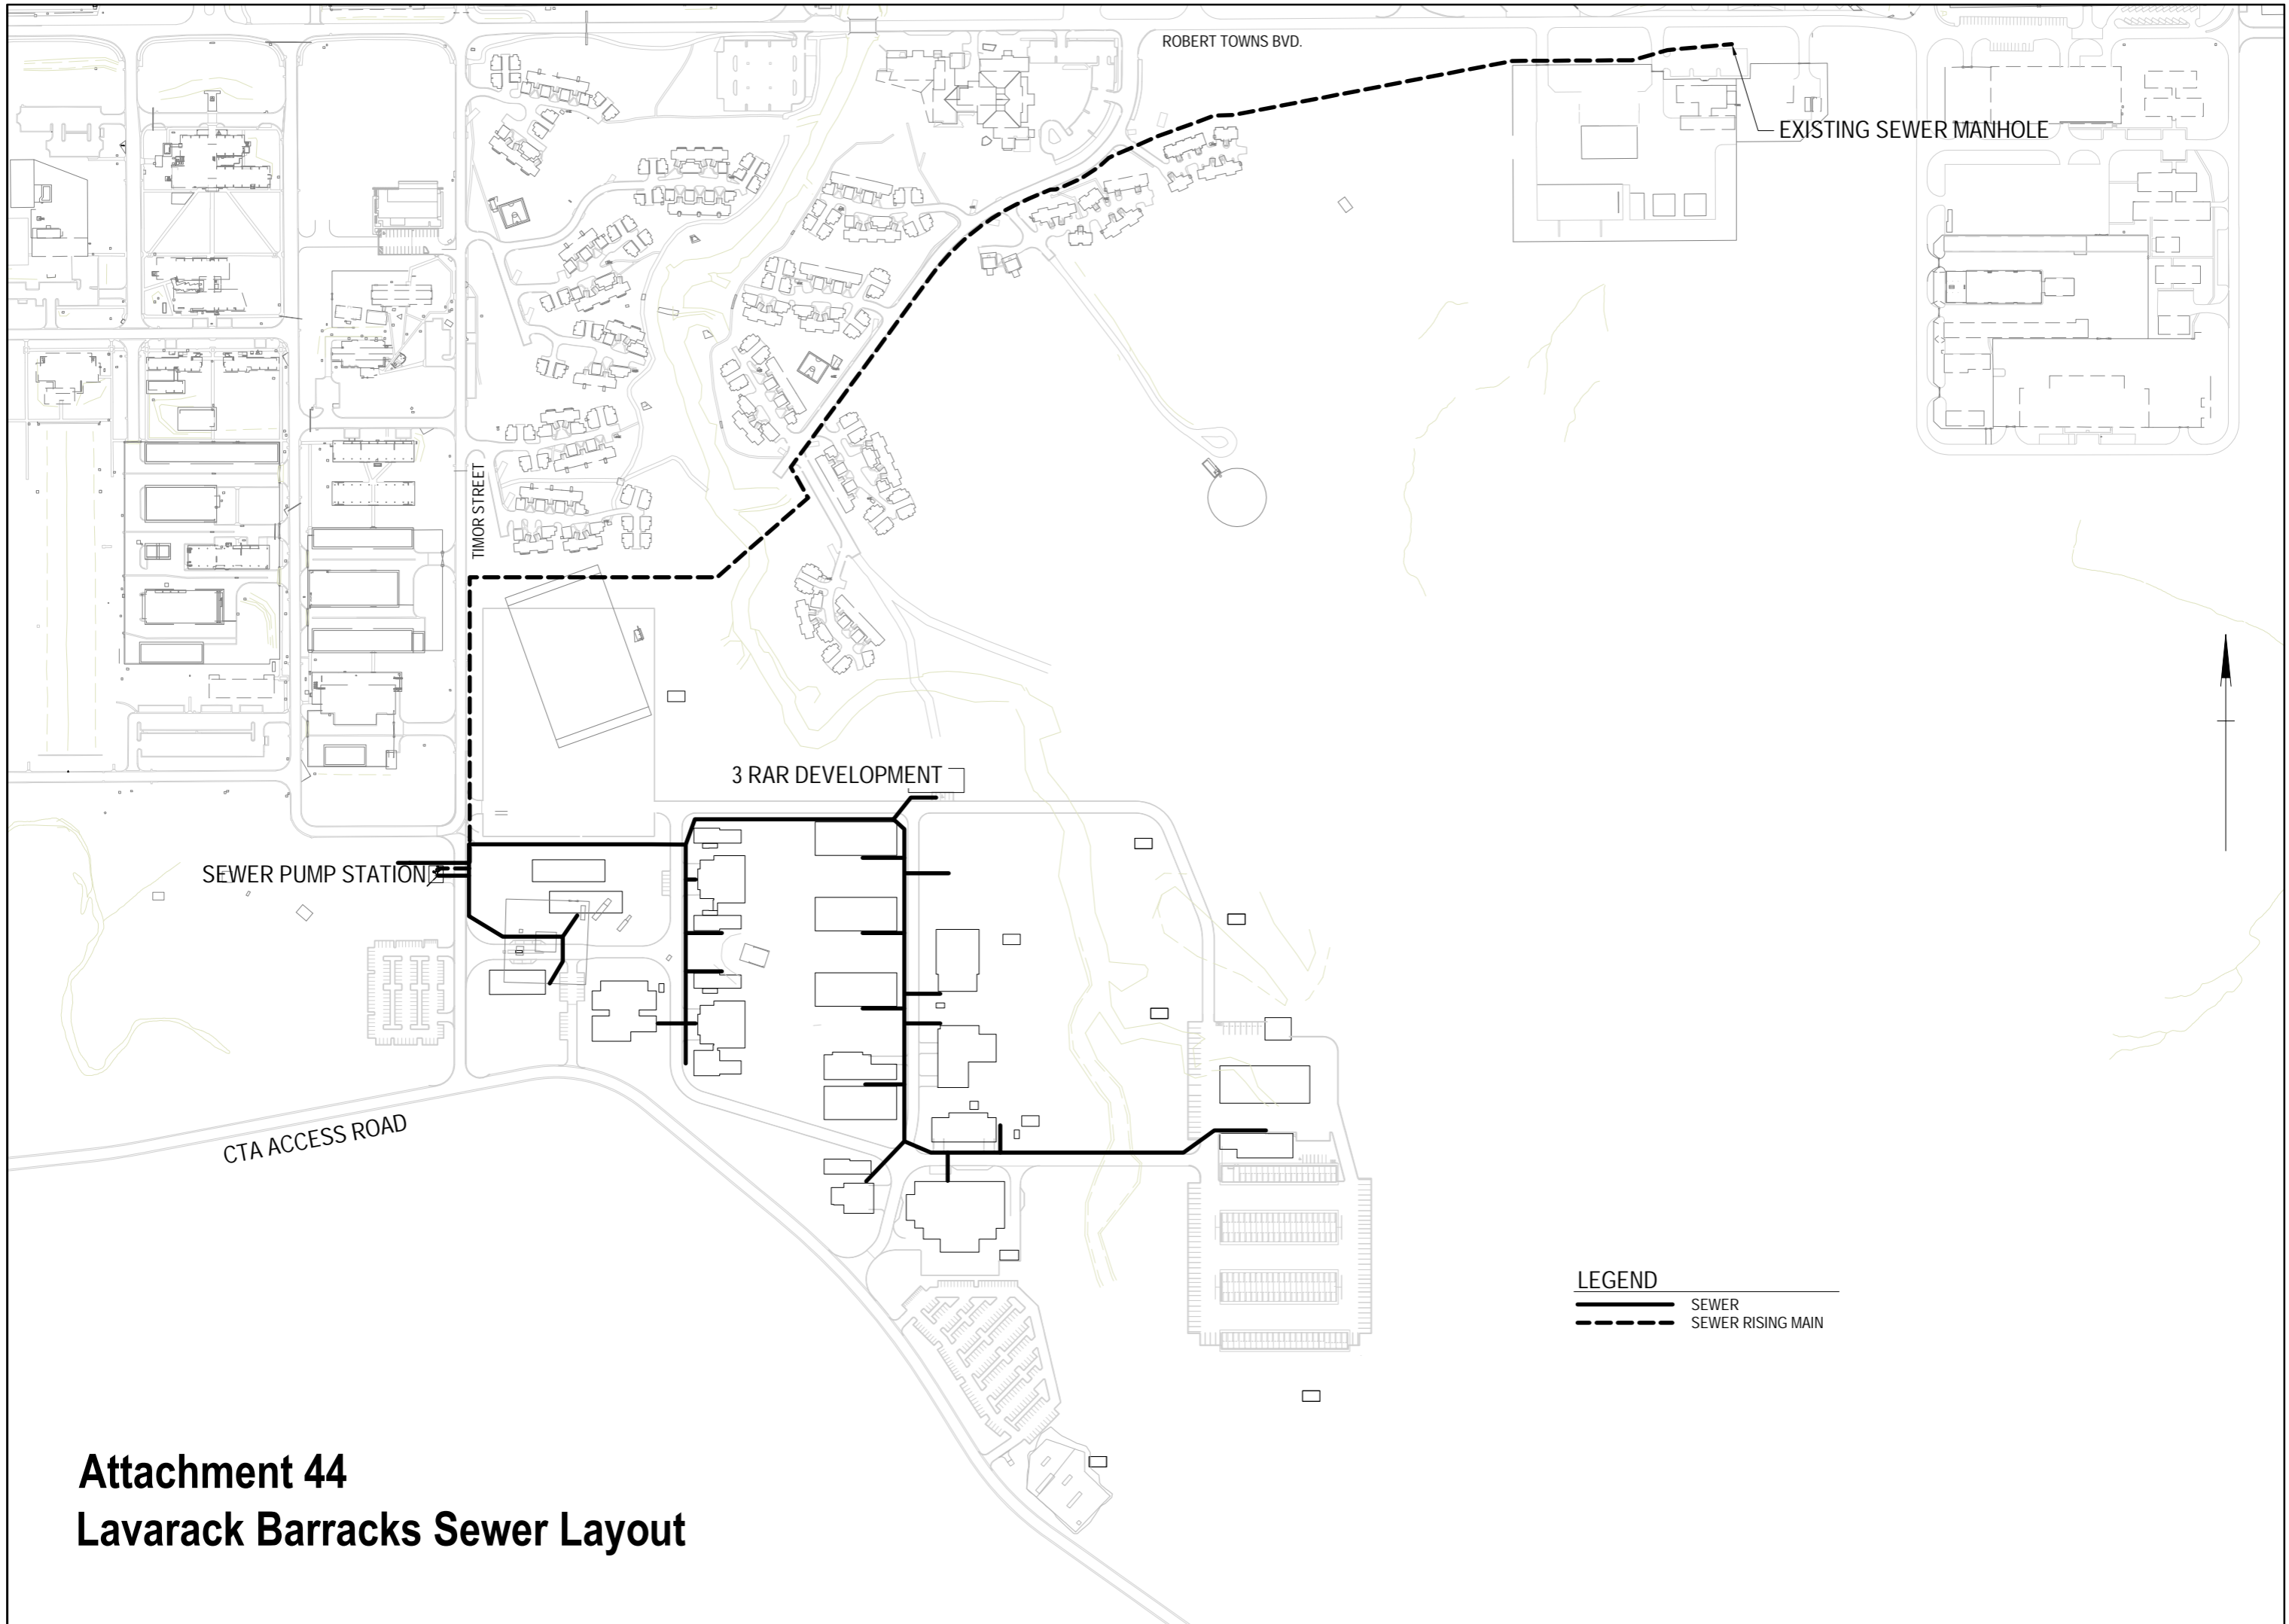 ROBERT TOWNS BVD.
EXISTING SEWER MANHOLE
TIMOR STREET
3 RAR DEVELOPMENT
SEWER PUMP STATION
CTA ACCESS ROAD
LEGEND
SEWER
SEWER RISING MAIN
Attachment 44
Lavarack Barracks Sewer Layout